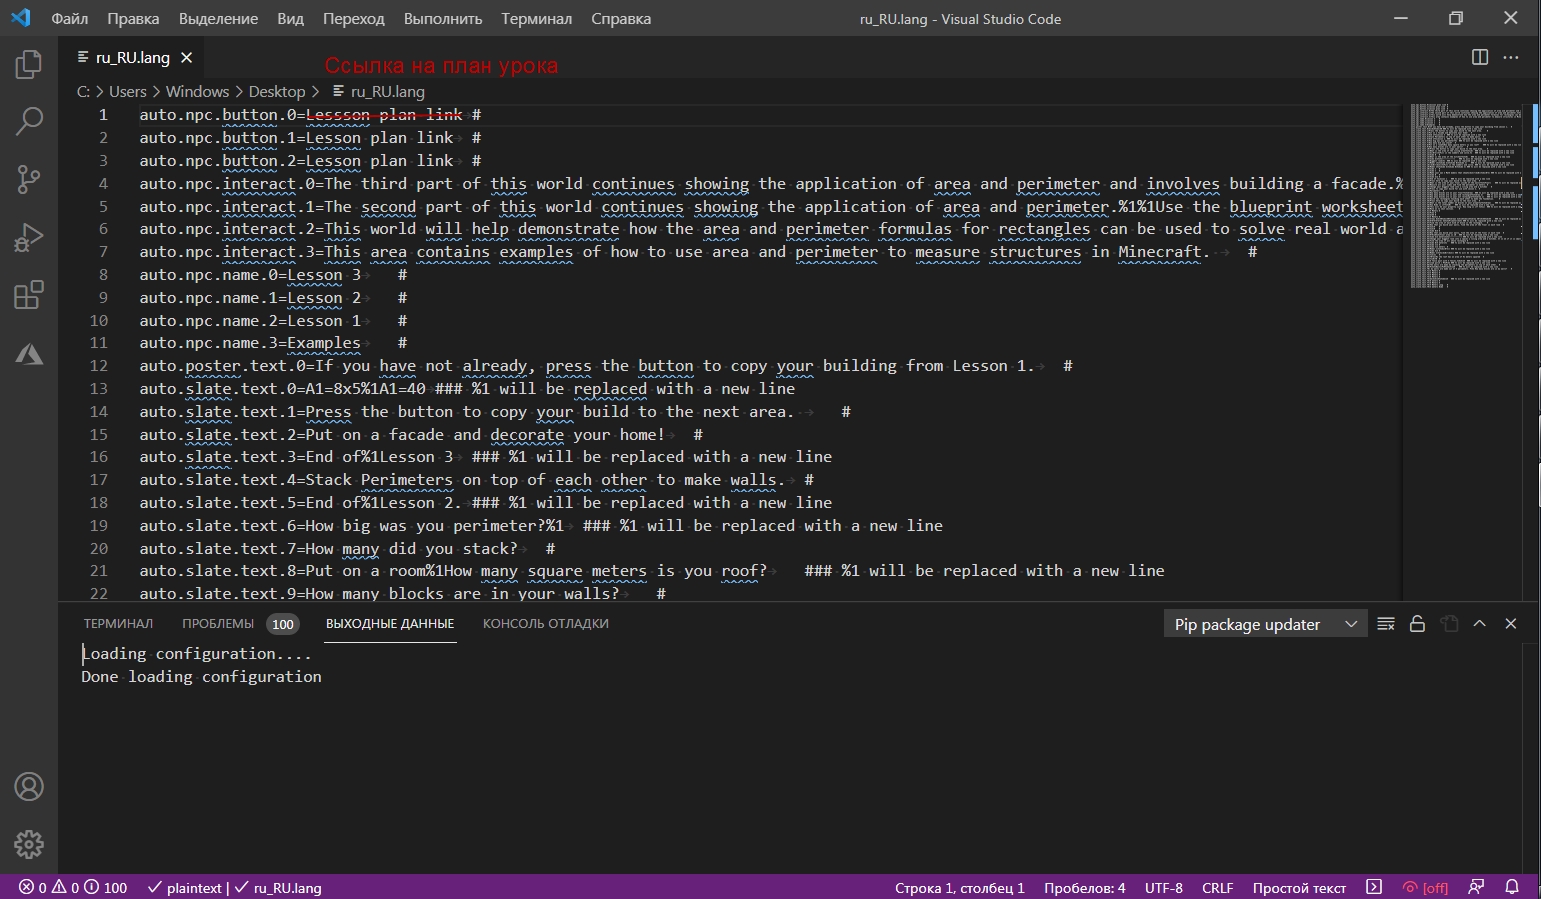 Файл Правка Выделение Вид Переход Выполнить Терминал Справка ru_RU.lang - Visual Studio Code
ru_RU.lang
Ссылка на план урока
C: > Users > Windows > Desktop > ru_RU.lang
1 auto.npc.button.0=Lessson plan link #
2 auto.npc.button.1=Lesson plan link #
3 auto.npc.button.2=Lesson plan link #
4 auto.npc.interact.0=The third part of this world continues showing the application of area and perimeter and involves building a facade.%
5 auto.npc.interact.1=The second part of this world continues showing the application of area and perimeter.%1%1Use the blueprint worksheet
6 auto.npc.interact.2=This world will help demonstrate how the area and perimeter formulas for rectangles can be used to solve real world a
7 auto.npc.interact.3=This area contains examples of how to use area and perimeter to measure structures in Minecraft. #
8 auto.npc.name.0=Lesson 3 #
9 auto.npc.name.1=Lesson 2 #
10 auto.npc.name.2=Lesson 1 #
11 auto.npc.name.3=Examples #
12 auto.poster.text.0=If you have not already, press the button to copy your building from Lesson 1. #
13 auto.slate.text.0=A1=8x5%1A1=40 ### %1 will be replaced with a new line
14 auto.slate.text.1=Press the button to copy your build to the next area. #
15 auto.slate.text.2=Put on a facade and decorate your home! #
16 auto.slate.text.3=End of%1Lesson 3 ### %1 will be replaced with a new line
17 auto.slate.text.4=Stack Perimeters on top of each other to make walls. #
18 auto.slate.text.5=End of%1Lesson 2. ### %1 will be replaced with a new line
19 auto.slate.text.6=How big was you perimeter?%1 ### %1 will be replaced with a new line
20 auto.slate.text.7=How many did you stack? #
21 auto.slate.text.8=Put on a room%1How many square meters is you roof? ### %1 will be replaced with a new line
22 auto.slate.text.9=How many blocks are in your walls? #
ТЕРМИНАЛ ПРОБЛЕМЫ 100 ВЫХОДНЫЕ ДАННЫЕ КОНСОЛЬ ОТЛАДКИ Pip package updater
Loading configuration....
Done loading configuration
0 0 100 plaintext | ru_RU.lang Строка 1, столбец 1 Пробелов: 4 UTF-8 CRLF Простой текст [off]